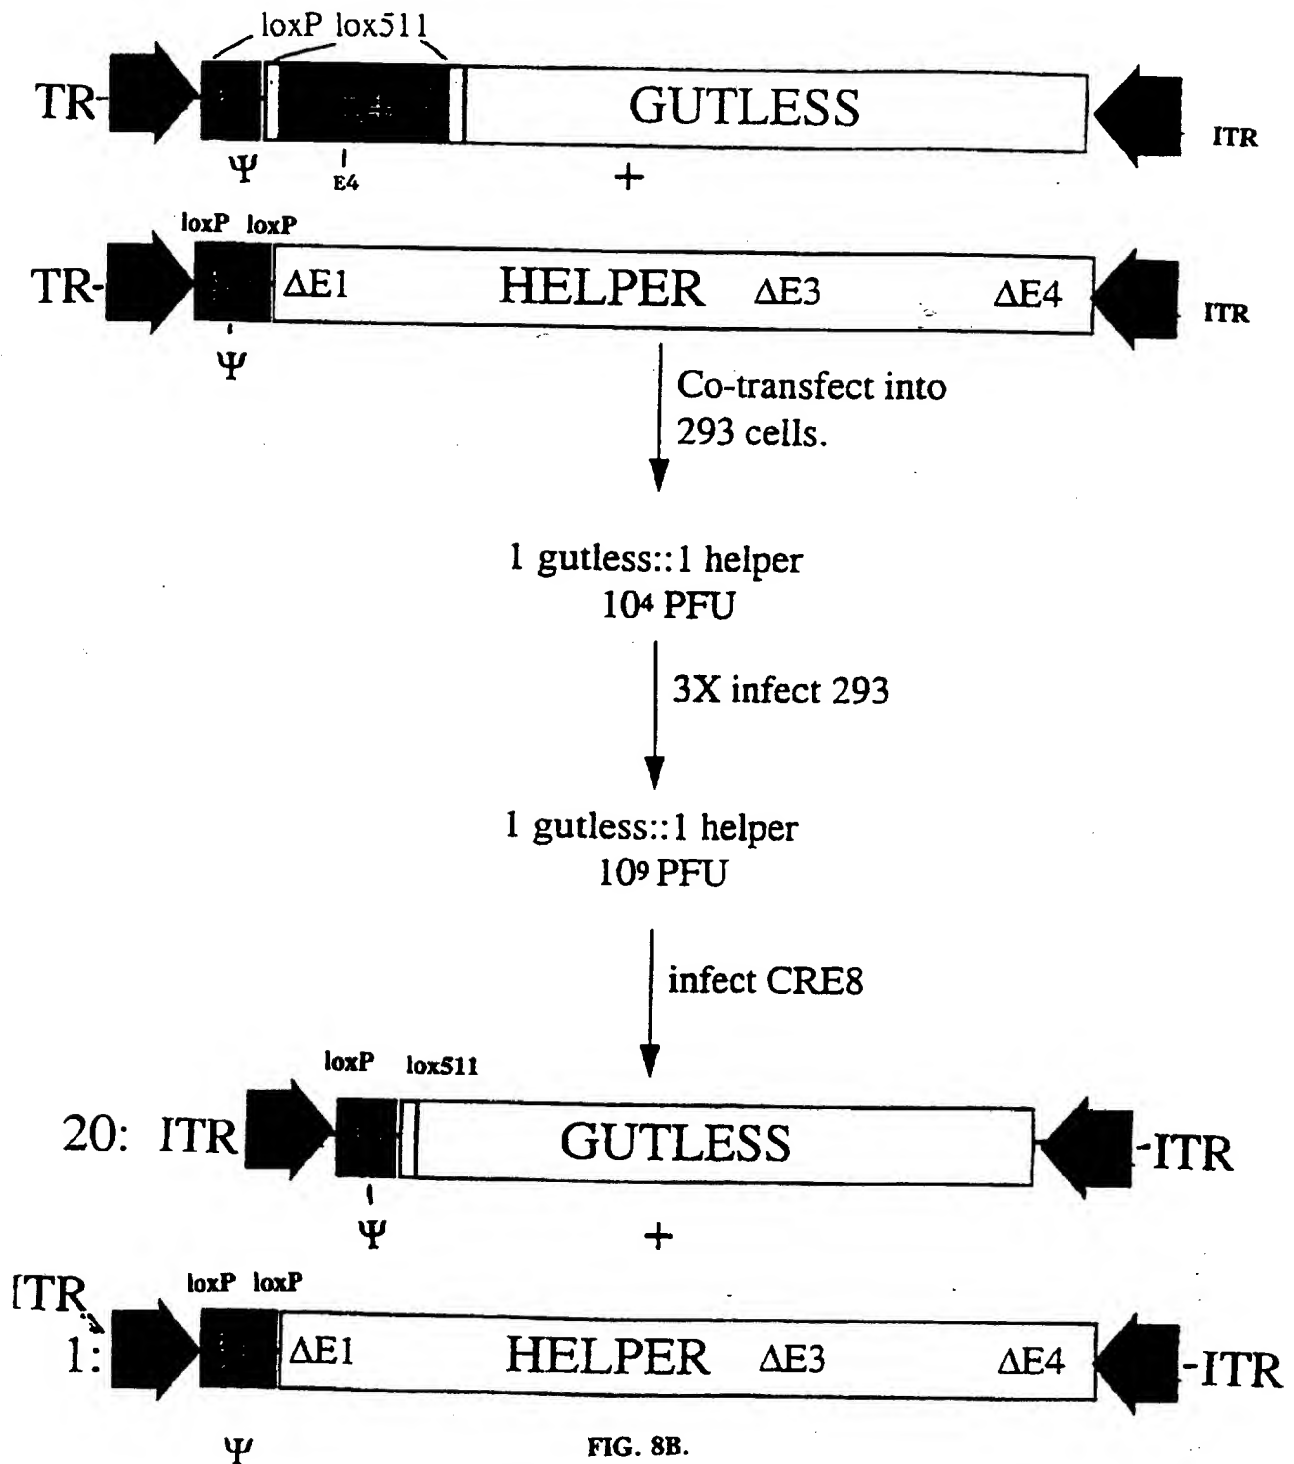 loxP lox511
TR- GUTLESS ITR
Ψ E4 +
loxP loxP
TR- ΔE1 HELPER ΔE3 ΔE4 ITR
Ψ
Co-transfect into
293 cells.
1 gutless::1 helper
10⁴ PFU
3X infect 293
1 gutless::1 helper
10⁹ PFU
infect CRE8
loxP lox511
20: ITR GUTLESS -ITR
Ψ +
loxP loxP
ITR
1: ΔE1 HELPER ΔE3 ΔE4 -ITR
Ψ
FIG. 8B.